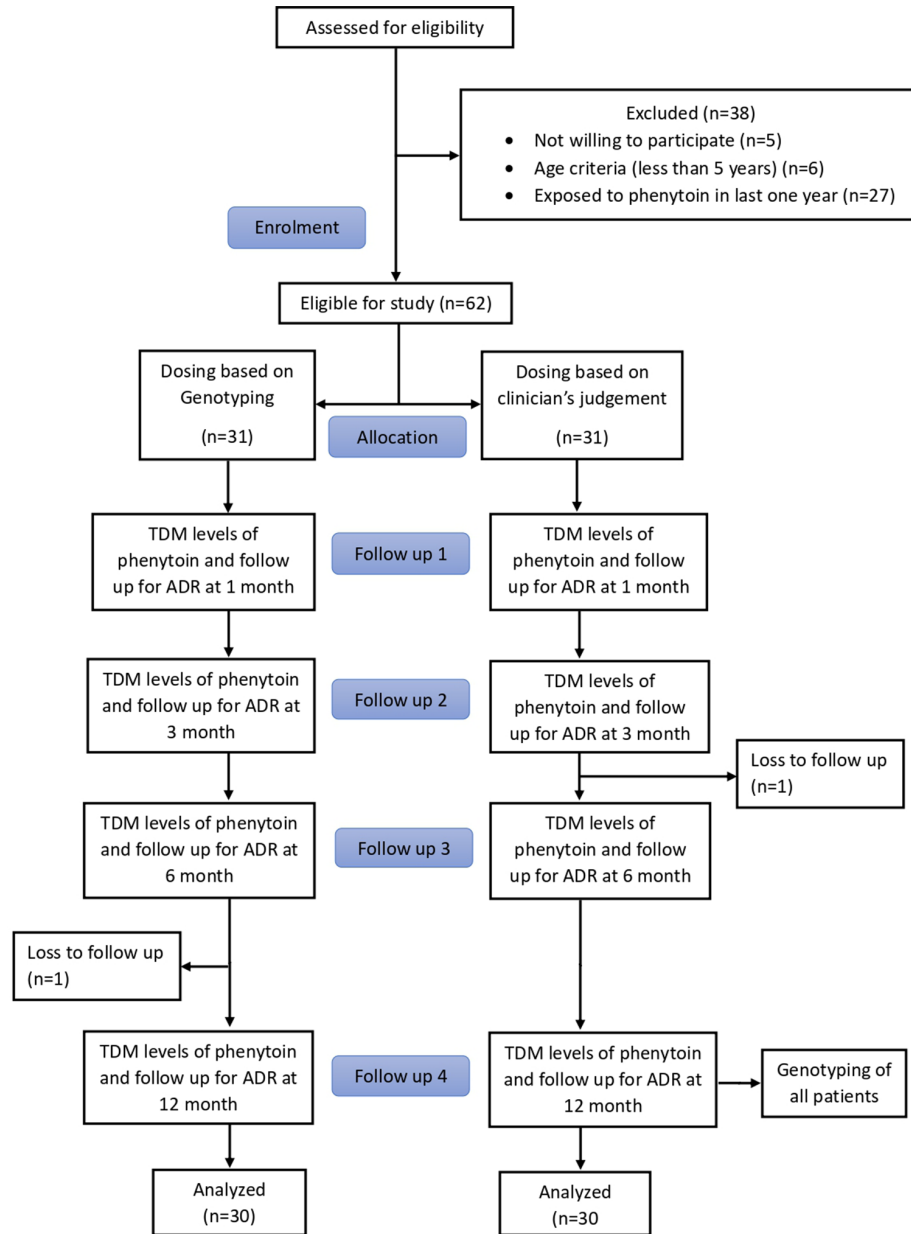 Assessed for eligibility
Excluded (n=38)
• Not willing to participate (n=5)
• Age criteria (less than 5 years) (n=6)
• Exposed to phenytoin in last one year (n=27)
Enrolment
Eligible for study (n=62)
Dosing based on
Genotyping
(n=31)
Dosing based on
clinician's judgement
(n=31)
Allocation
TDM levels of
phenytoin and follow
up for ADR at 1 month
Follow up 1
TDM levels of
phenytoin and follow
up for ADR at 1 month
TDM levels of phenytoin
and follow up for ADR at
3 month
Follow up 2
TDM levels of
phenytoin and follow
up for ADR at 3 month
Loss to follow up
(n=1)
TDM levels of phenytoin
and follow up for ADR at
6 month
Follow up 3
TDM levels of
phenytoin and follow
up for ADR at 6 month
Loss to follow up
(n=1)
TDM levels of phenytoin
and follow up for ADR at
12 month
Follow up 4
TDM levels of phenytoin
and follow up for ADR at
12 month
Genotyping of
all patients
Analyzed
(n=30)
Analyzed
(n=30